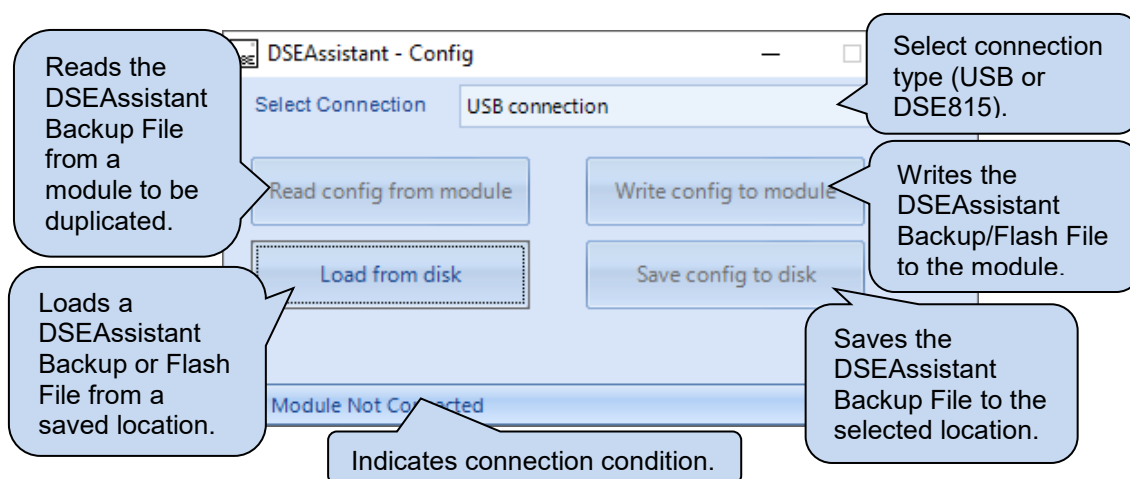 Reads the
DSEAssistant
Backup File
from a
module to be
duplicated.
DSEAssistant - Config
Select connection
type (USB or
DSE815).
Select Connection
USB connection
Read config from module
Write config to module
Writes the
DSEAssistant
Backup/Flash File
to the module.
Load from disk
Save config to disk
Loads a
DSEAssistant
Backup or Flash
File from a
saved location.
Saves the
DSEAssistant
Backup File to the
selected location.
Module Not Connected
Indicates connection condition.